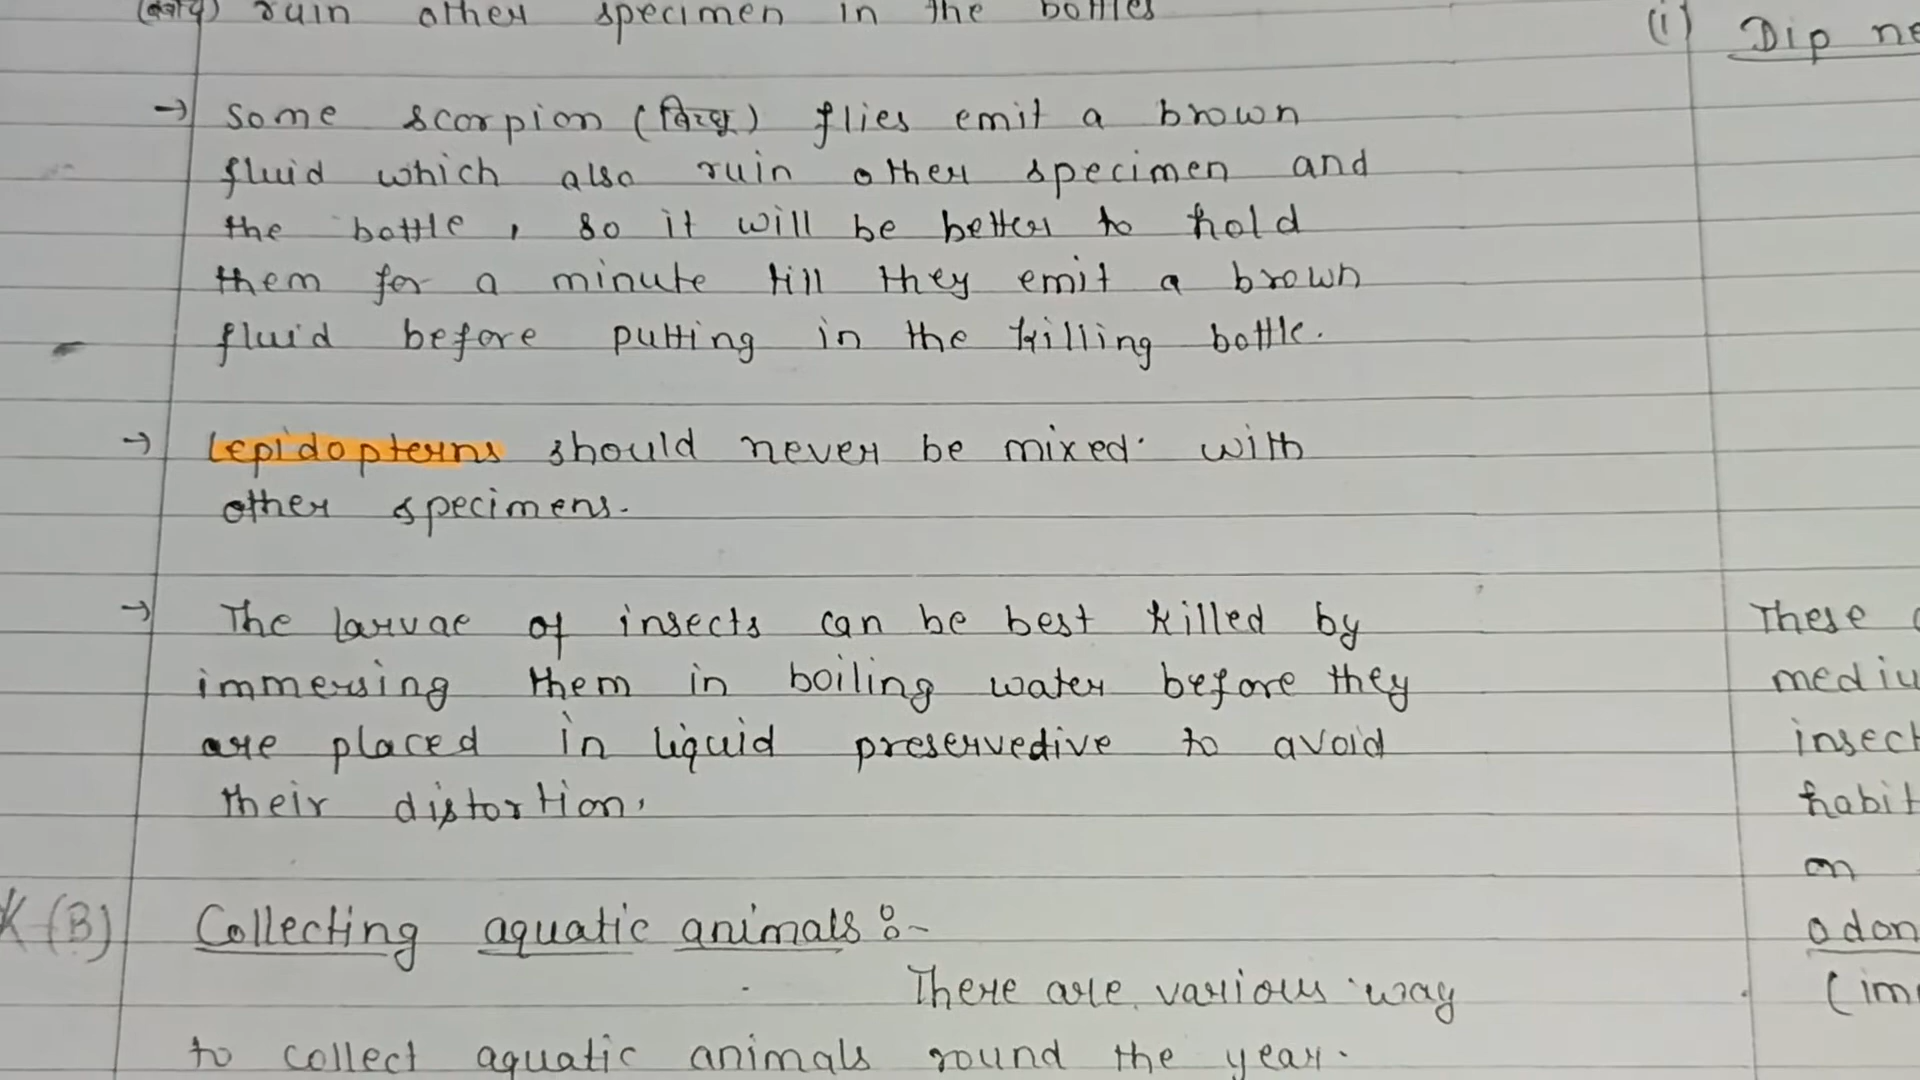 ruin other specimen in the bottles
→ Some scorpion (बिच्छू) flies emit a brown
fluid which also ruin other specimen and
the bottle, so it will be better to hold
them for a minute till they emit a brown
fluid before putting in the killing bottle.
→ Lepidopterns should never be mixed with
other specimens.
→ The larvae of insects can be best killed by
immersing them in boiling water before they
are placed in liquid preservedive to avoid
their distortion,
(B) Collecting aquatic animals :-
There are various way
to collect aquatic animals round the year.
(i) Dip ne
These
mediu
insect
habit
on
odon
(im